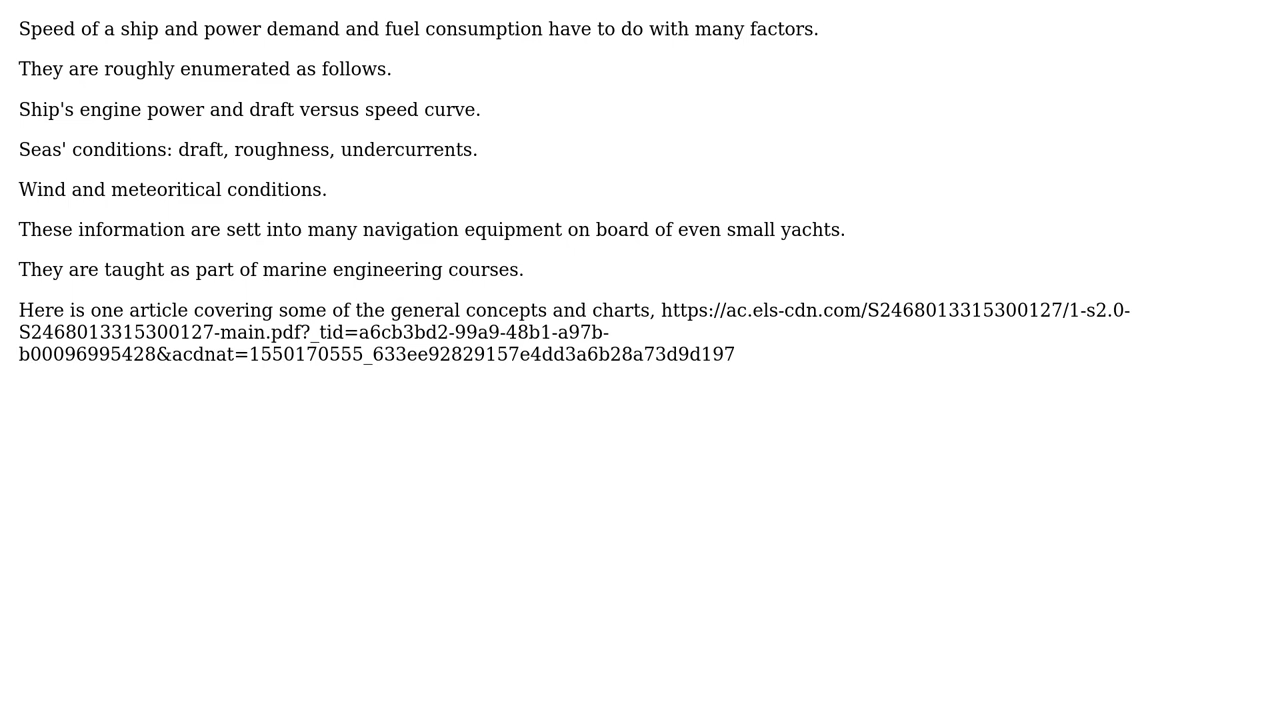 Speed of a ship and power demand and fuel consumption have to do with many factors.
They are roughly enumerated as follows.
Ship's engine power and draft versus speed curve.
Seas' conditions: draft, roughness, undercurrents.
Wind and meteoritical conditions.
These information are sett into many navigation equipment on board of even small yachts.
They are taught as part of marine engineering courses.
Here is one article covering some of the general concepts and charts, https://ac.els-cdn.com/S2468013315300127/1-s2.0-
S2468013315300127-main.pdf?_tid=a6cb3bd2-99a9-48b1-a97b-
b00096995428&acdnat=1550170555_633ee92829157e4dd3a6b28a73d9d197